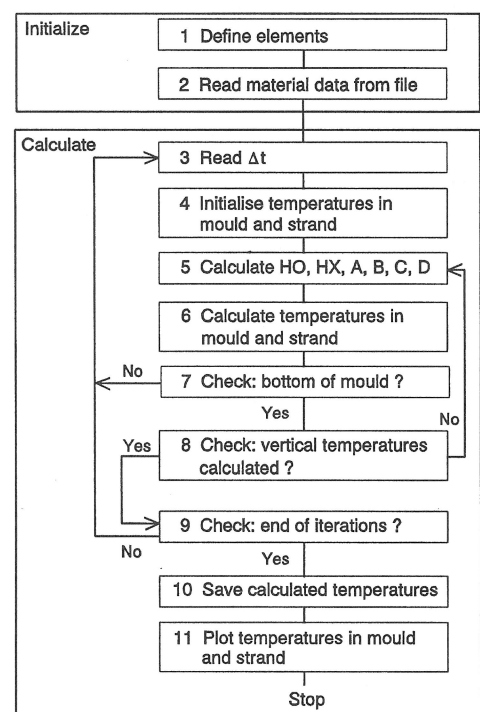 Initialize
1 Define elements
2 Read material data from file
Calculate
3 Read Δt
4 Initialise temperatures in
mould and strand
5 Calculate HO, HX, A, B, C, D
6 Calculate temperatures in
mould and strand
No
7 Check: bottom of mould ?
Yes
No
Yes
8 Check: vertical temperatures
calculated ?
9 Check: end of iterations ?
No
Yes
10 Save calculated temperatures
11 Plot temperatures in mould
and strand
Stop